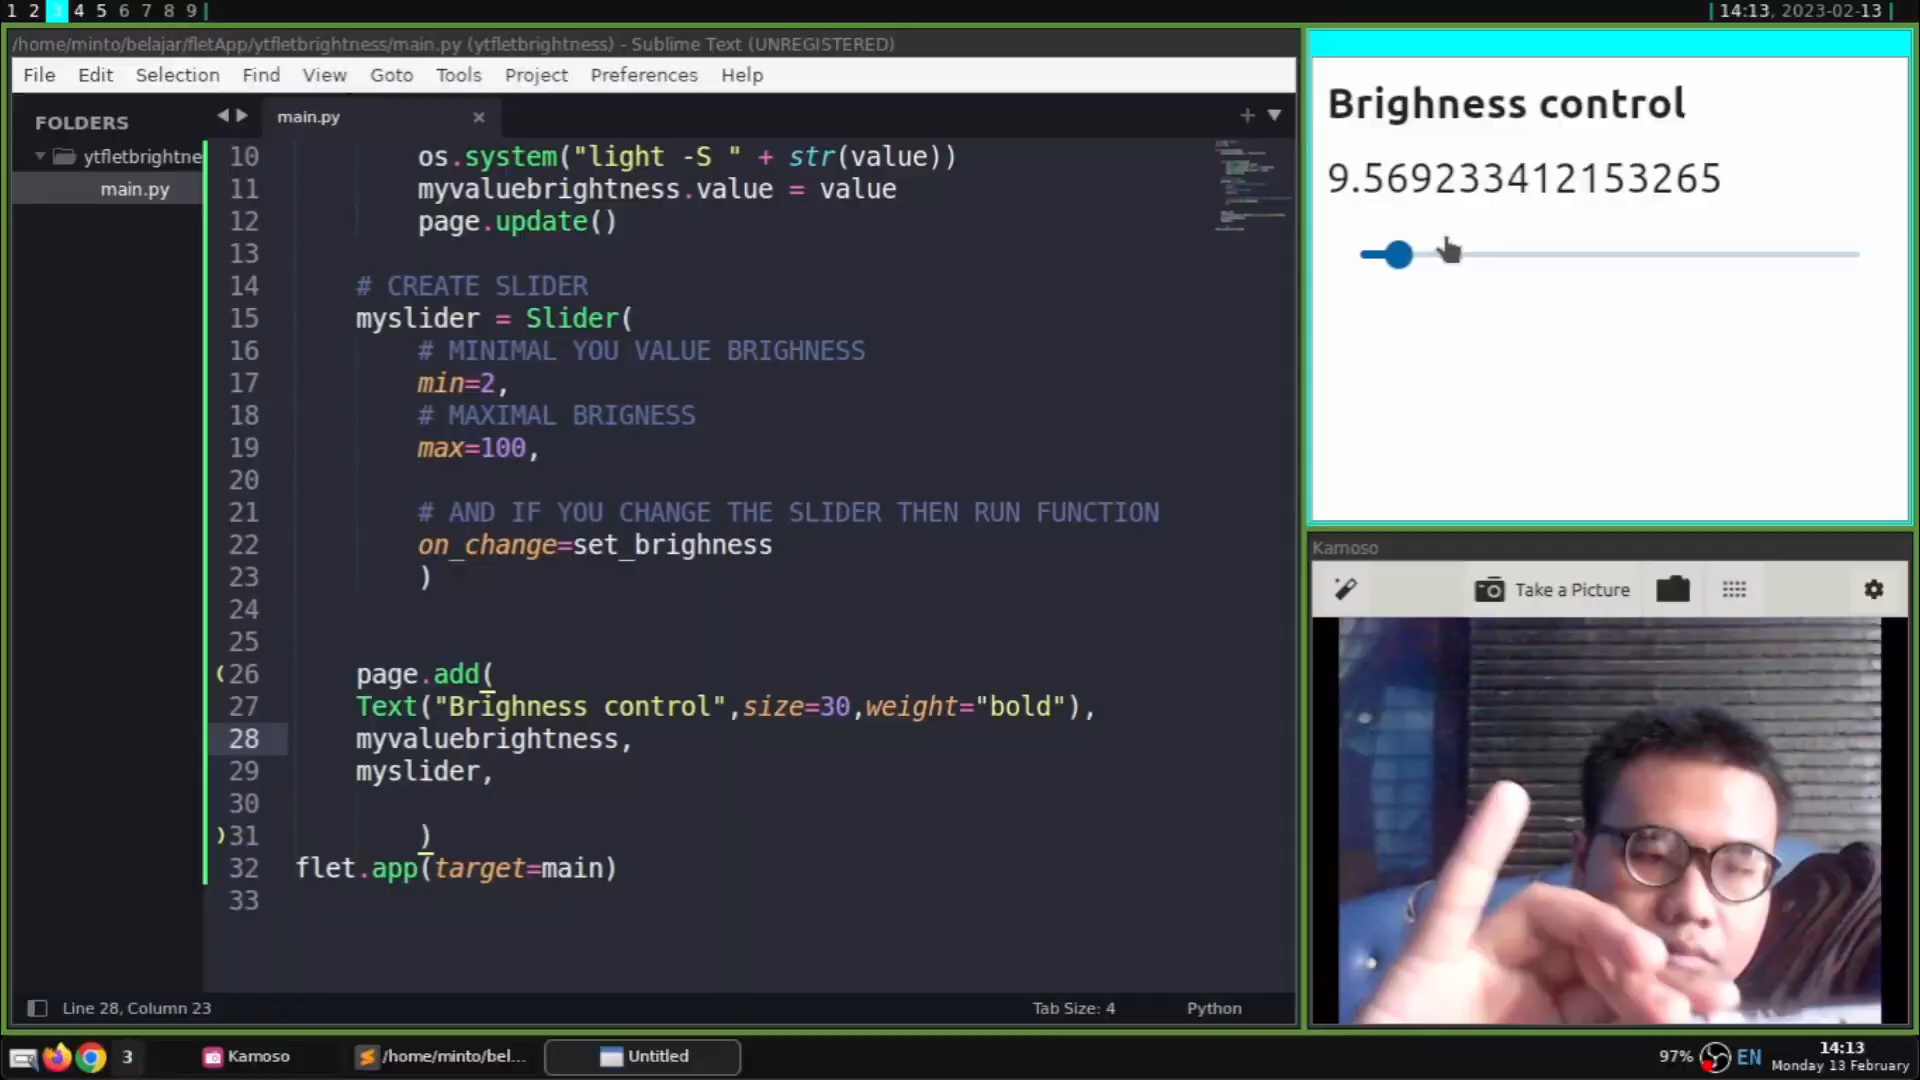 1 2 3 4 5 6 7 8 9
14:13, 2023-02-13
/home/minto/belajar/fletApp/ytfletbrightness/main.py (ytfletbrightness) - Sublime Text (UNREGISTERED)
File Edit Selection Find View Goto Tools Project Preferences Help
FOLDERS
ytfletbrightne
main.py
main.py
10 os.system("light -S " + str(value))
11 myvaluebrightness.value = value
12 page.update()
13
14 # CREATE SLIDER
15 myslider = Slider(
16 # MINIMAL YOU VALUE BRIGHNESS
17 min=2,
18 # MAXIMAL BRIGNESS
19 max=100,
20
21 # AND IF YOU CHANGE THE SLIDER THEN RUN FUNCTION
22 on_change=set_brighness
23 )
24
25
26 page.add(
27 Text("Brighness control",size=30,weight="bold"),
28 myvaluebrightness,
29 myslider,
30
31 )
32 flet.app(target=main)
33
Line 28, Column 23
Tab Size: 4
Python
Brighness control
9.569233412153265
Kamoso
Take a Picture
3
Kamoso
/home/minto/bel...
Untitled
97%
EN
14:13
Monday 13 February